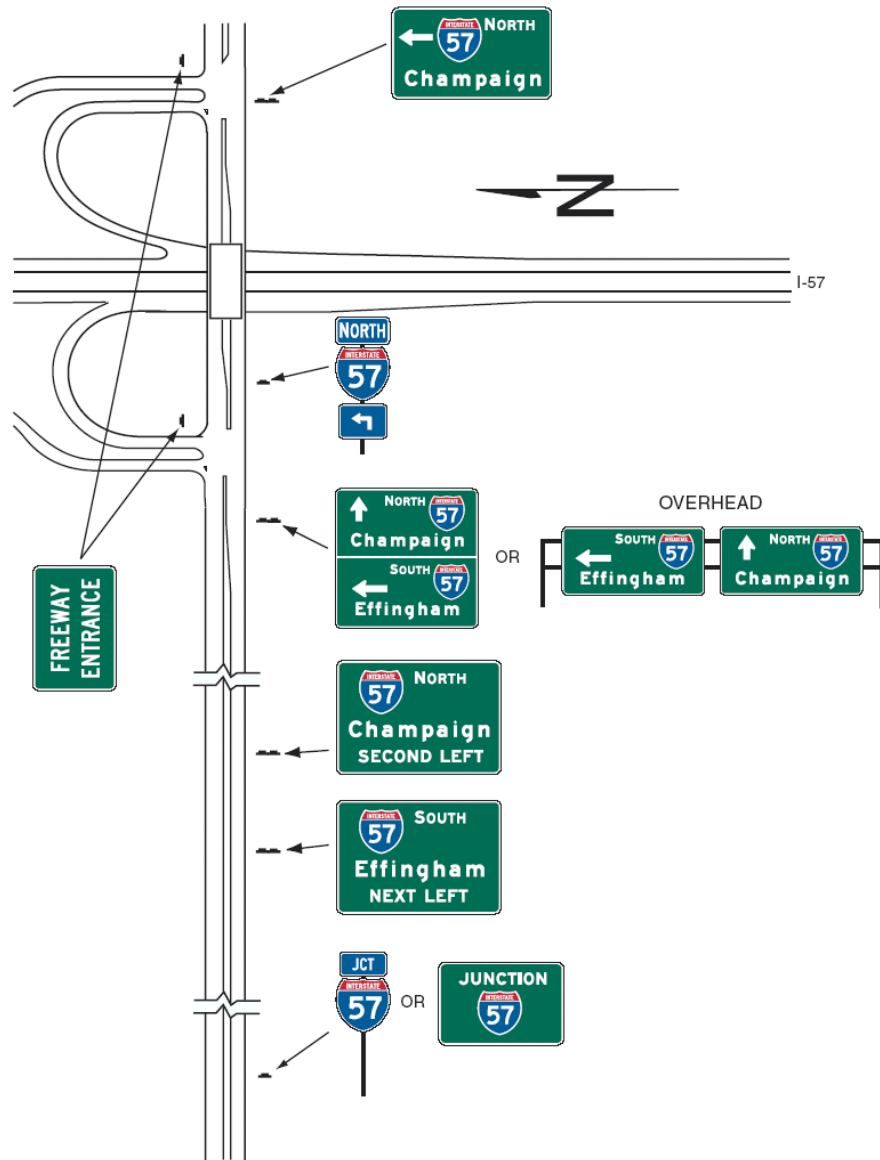 INTERSTATE
57 NORTH
Champaign
N
I-57
NORTH
INTERSTATE
57
OVERHEAD
NORTH INTERSTATE 57
Champaign
SOUTH INTERSTATE 57
Effingham
OR
SOUTH INTERSTATE 57
Effingham
NORTH INTERSTATE 57
Champaign
FREEWAY
ENTRANCE
INTERSTATE
57 NORTH
Champaign
SECOND LEFT
INTERSTATE
57 SOUTH
Effingham
NEXT LEFT
JCT
INTERSTATE
57
OR
JUNCTION
INTERSTATE
57